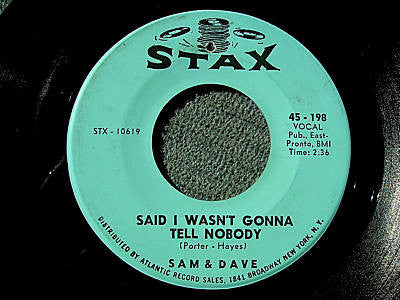 STAX
STX - 10619
45 - 198
VOCAL
Pub., East-
Pronto, BMI
Time: 2:36
SAID I WASN'T GONNA
TELL NOBODY
(Porter - Hayes)
SAM & DAVE
DISTRIBUTED BY ATLANTIC RECORD SALES, 1841 BROADWAY NEW YORK, N.Y.